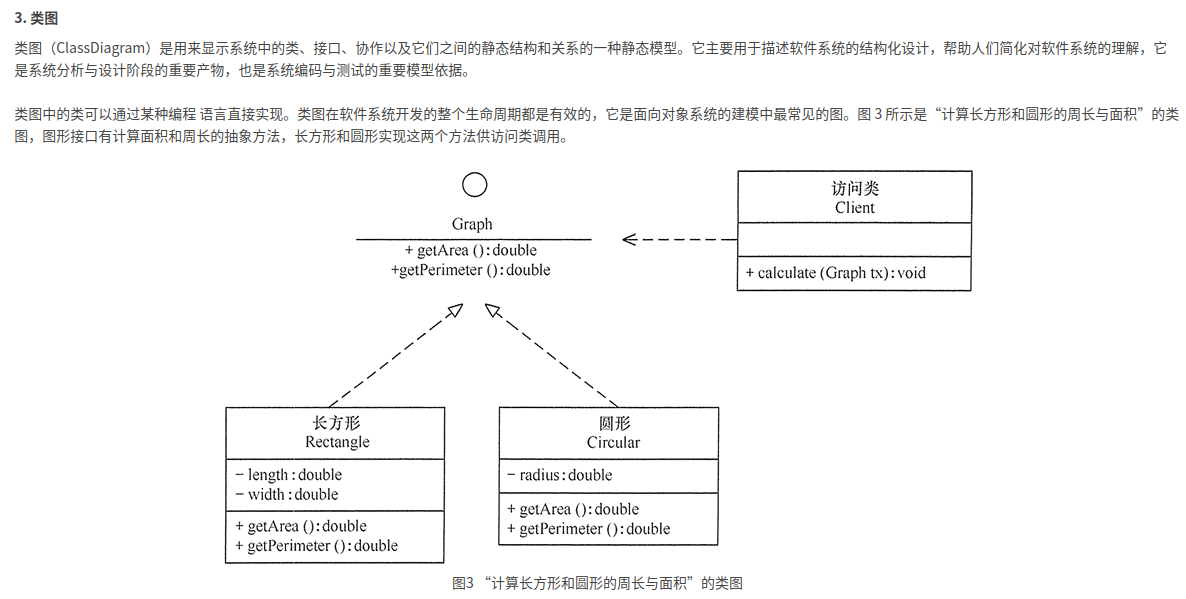 3. 类图
类图（ClassDiagram）是用来显示系统中的类、接口、协作以及它们之间的静态结构和关系的一种静态模型。它主要用于描述软件系统的结构化设计，帮助人们简化对软件系统的理解，它
是系统分析与设计阶段的重要产物，也是系统编码与测试的重要模型依据。
类图中的类可以通过某种编程 语言直接实现。类图在软件系统开发的整个生命周期都是有效的，它是面向对象系统的建模中最常见的图。图 3 所示是“计算长方形和圆形的周长与面积”的类
图，图形接口有计算面积和周长的抽象方法，长方形和圆形实现这两个方法供访问类调用。
Graph
+ getArea ():double
+getPerimeter ():double
访问类
Client
+ calculate (Graph tx):void
长方形
Rectangle
− length:double
− width:double
+ getArea ():double
+ getPerimeter ():double
圆形
Circular
− radius:double
+ getArea ():double
+ getPerimeter ():double
图3 “计算长方形和圆形的周长与面积”的类图